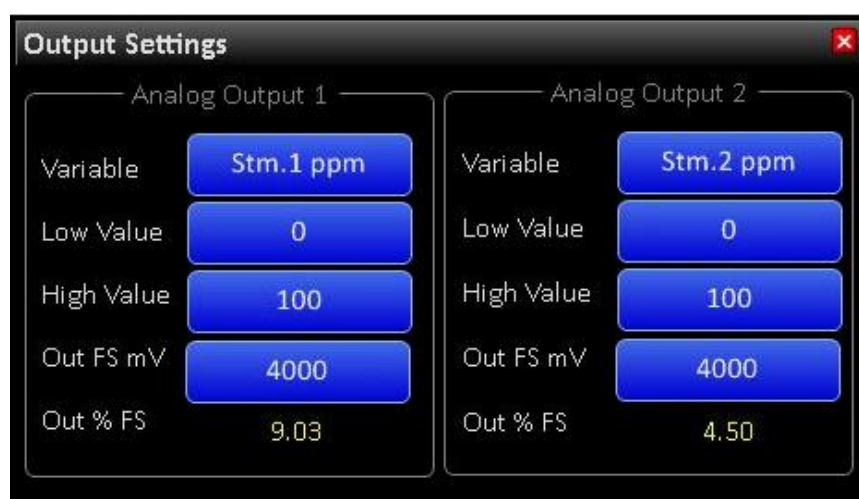 Output Settings
Analog Output 1
Variable Stm.1 ppm
Low Value 0
High Value 100
Out FS mV 4000
Out % FS 9.03
Analog Output 2
Variable Stm.2 ppm
Low Value 0
High Value 100
Out FS mV 4000
Out % FS 4.50